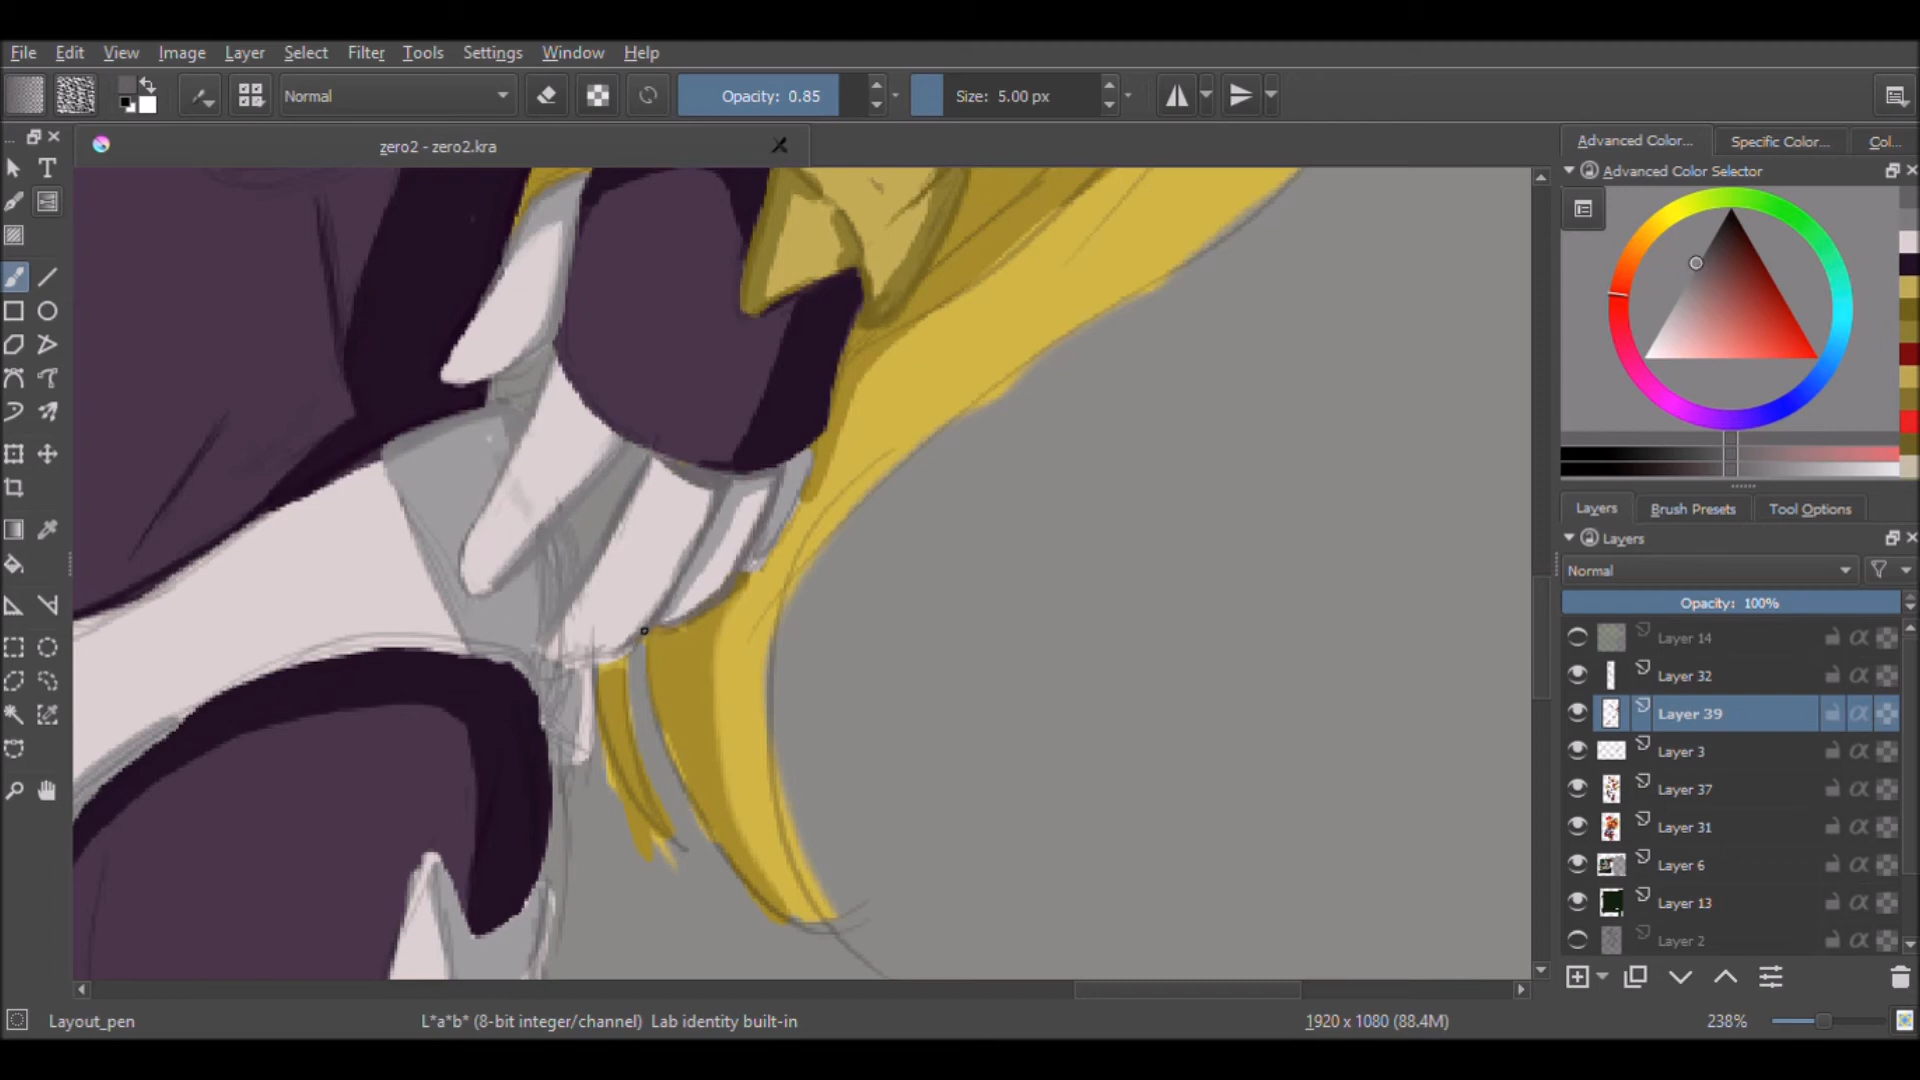 File Edit View Image Layer Select Filter Tools Settings Window Help
Normal Opacity: 0.85 Size: 5.00 px
zero2 - zero2.kra
Advanced Color... Specific Color... Col...
Advanced Color Selector
Layers Brush Presets Tool Options
Layers
Normal
Opacity: 100%
Layer 14
Layer 32
Layer 39
Layer 3
Layer 37
Layer 31
Layer 6
Layer 13
Layer 2
Layout_pen L*a*b* (8-bit integer/channel) Lab identity built-in 1920 x 1080 (88.4M) 238%